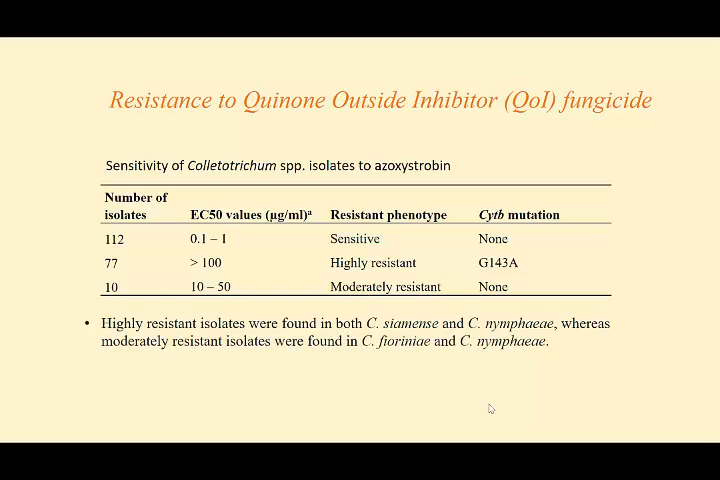 Resistance to Quinone Outside Inhibitor (QoI) fungicide
Sensitivity of Colletotrichum spp. isolates to azoxystrobin
Number of isolates EC50 values (µg/ml)ª Resistant phenotype Cytb mutation
112 0.1 – 1 Sensitive None
77 > 100 Highly resistant G143A
10 10 – 50 Moderately resistant None
• Highly resistant isolates were found in both C. siamense and C. nymphaeae, whereas
moderately resistant isolates were found in C. fioriniae and C. nymphaeae.